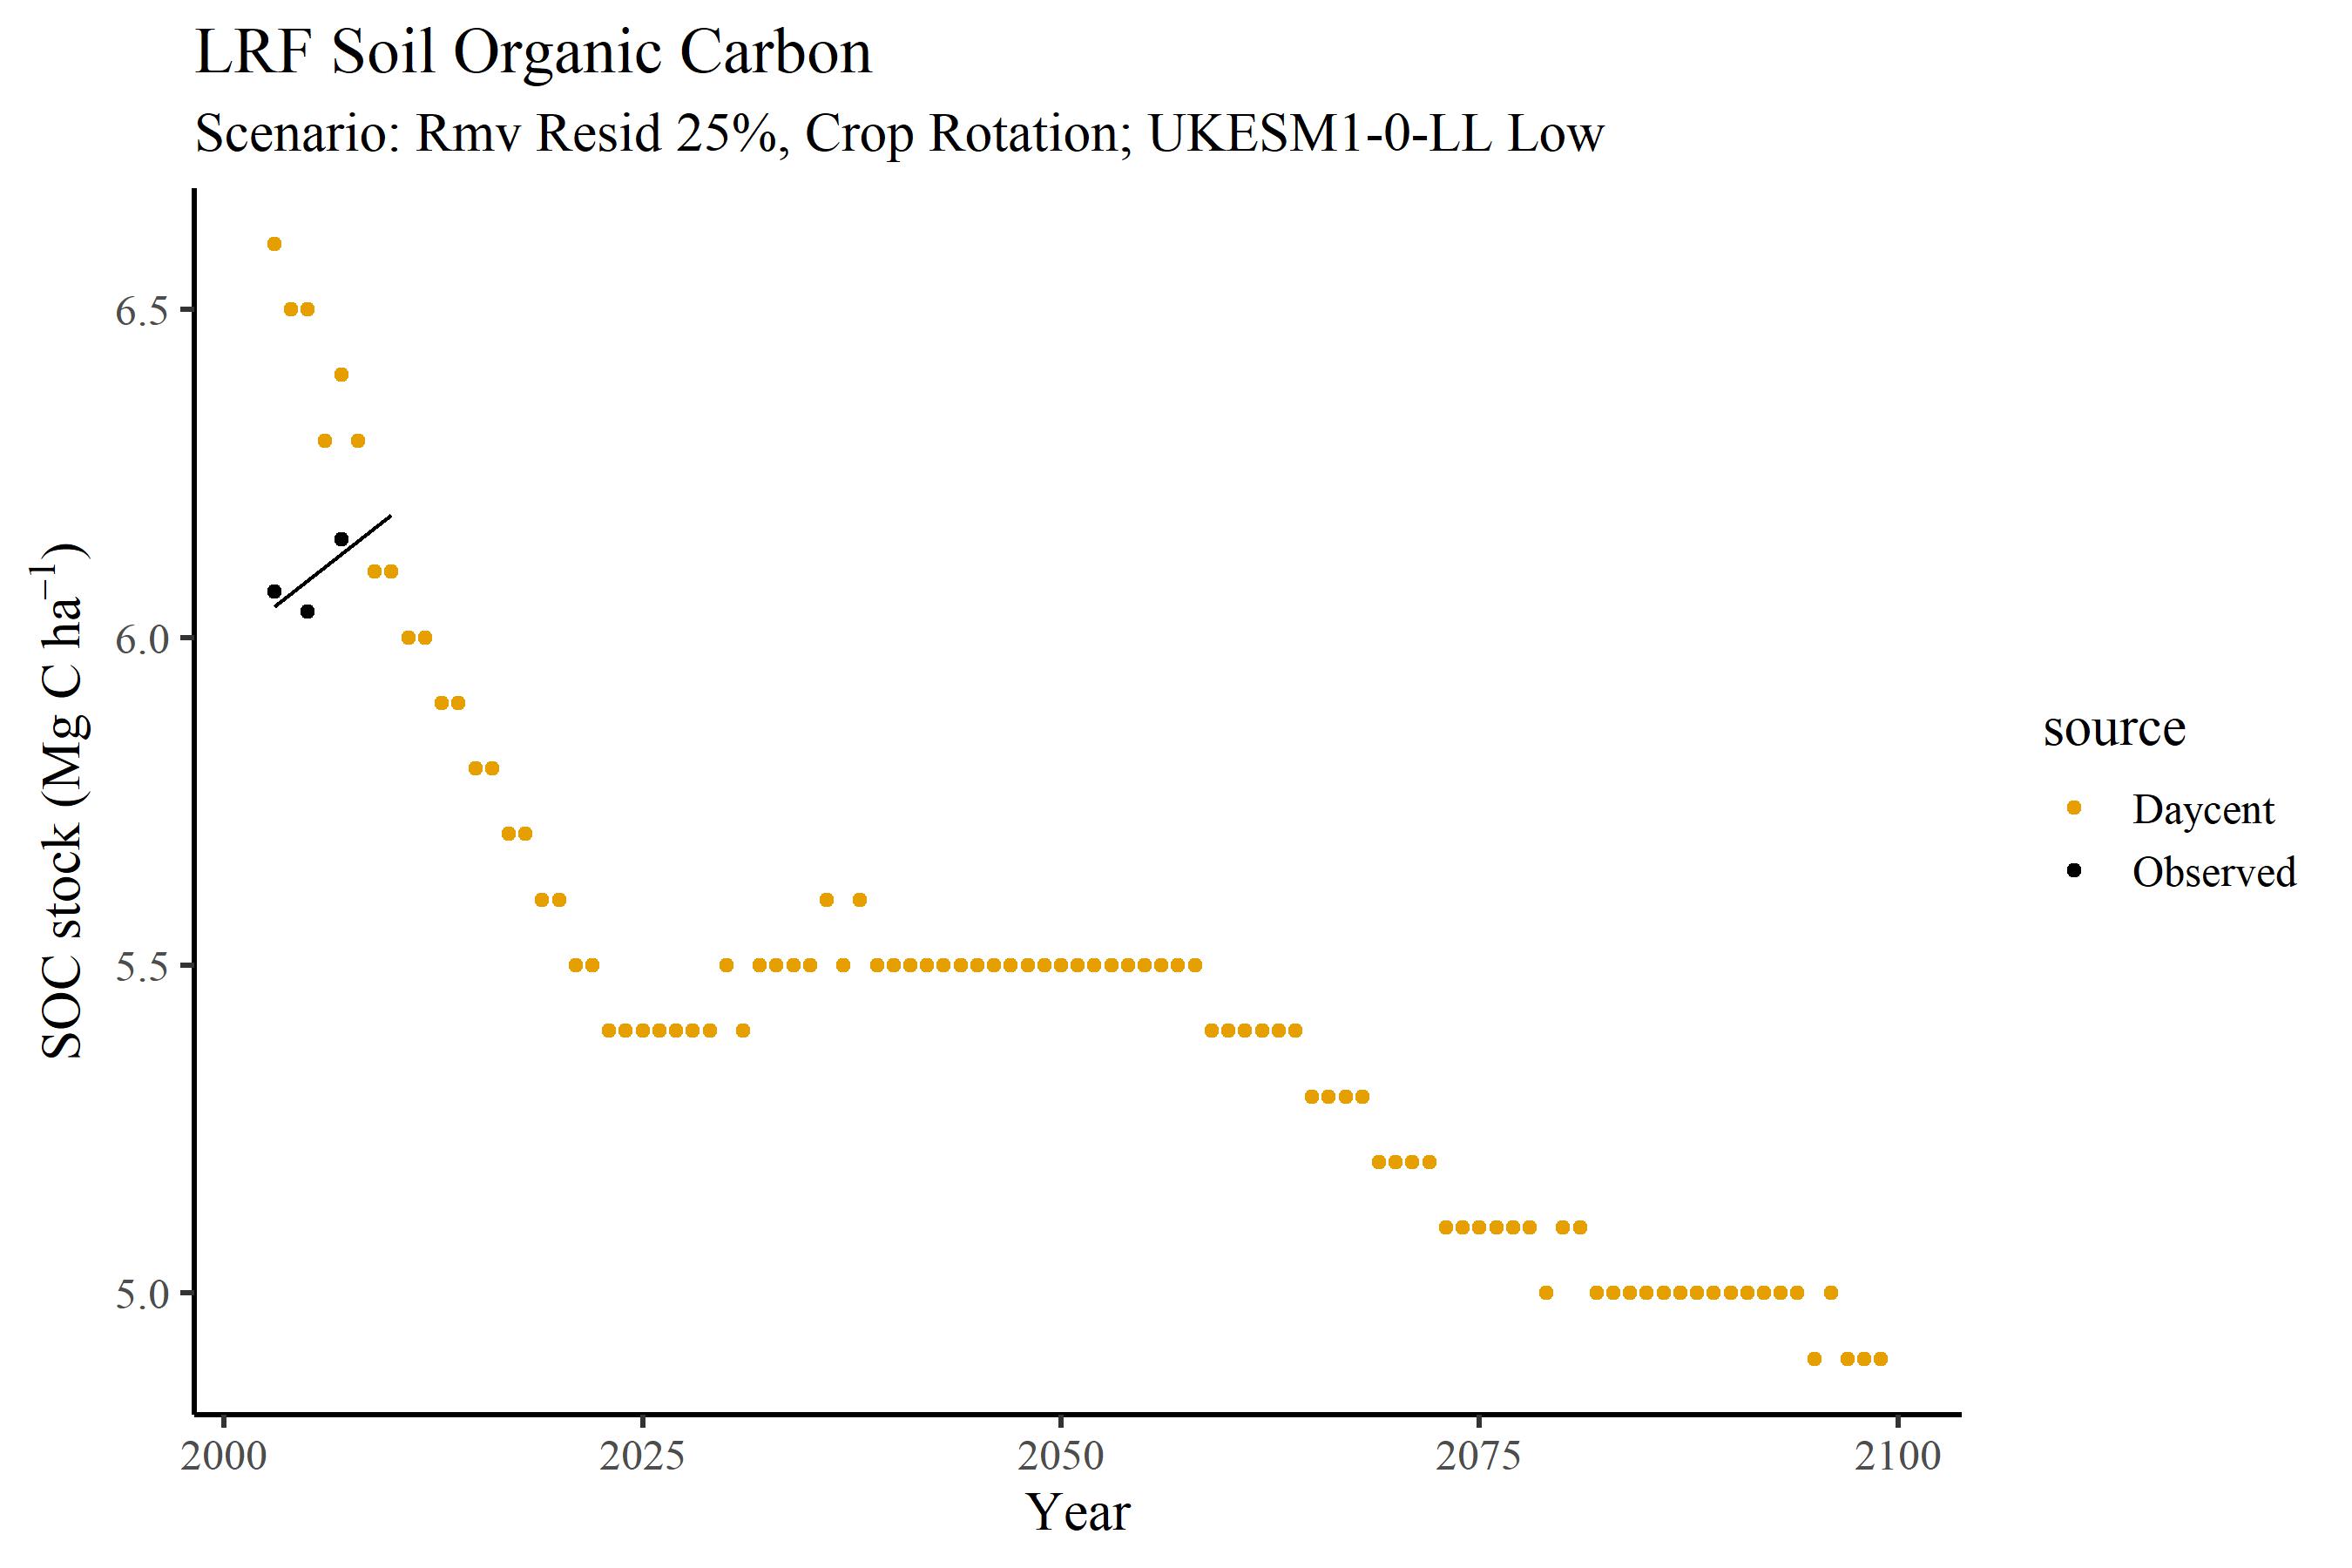 LRF Soil Organic Carbon
Scenario: Rmv Resid 25%, Crop Rotation; UKESM1-0-LL Low
SOC stock (Mg C ha⁻¹)
6.5
6.0
5.5
5.0
2000 2025 2050 2075 2100
Year
source
Daycent
Observed